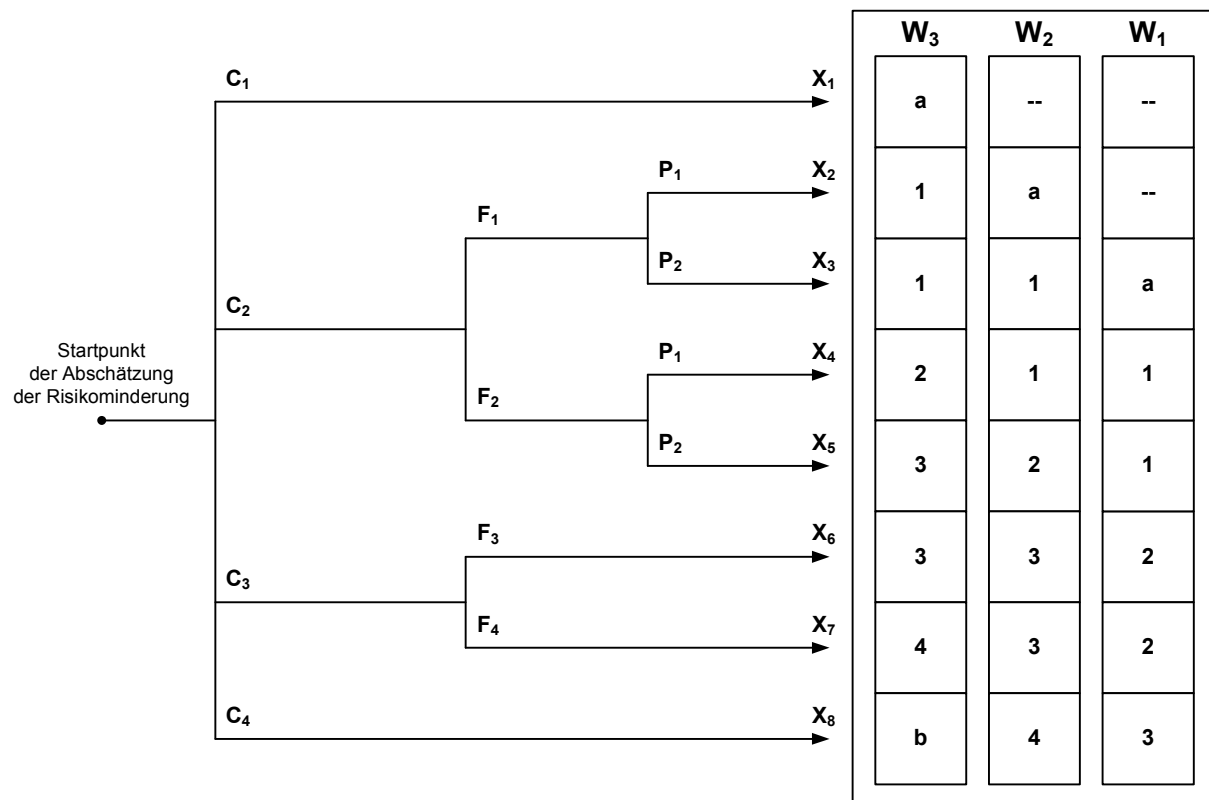 W₃ W₂ W₁
C₁ X₁ a -- --
P₁ X₂ 1 a --
F₁
P₂ X₃ 1 1 a
C₂
Startpunkt
der Abschätzung
der Risikominderung
P₁ X₄ 2 1 1
F₂
P₂ X₅ 3 2 1
F₃ X₆ 3 3 2
C₃
F₄ X₇ 4 3 2
C₄ X₈ b 4 3